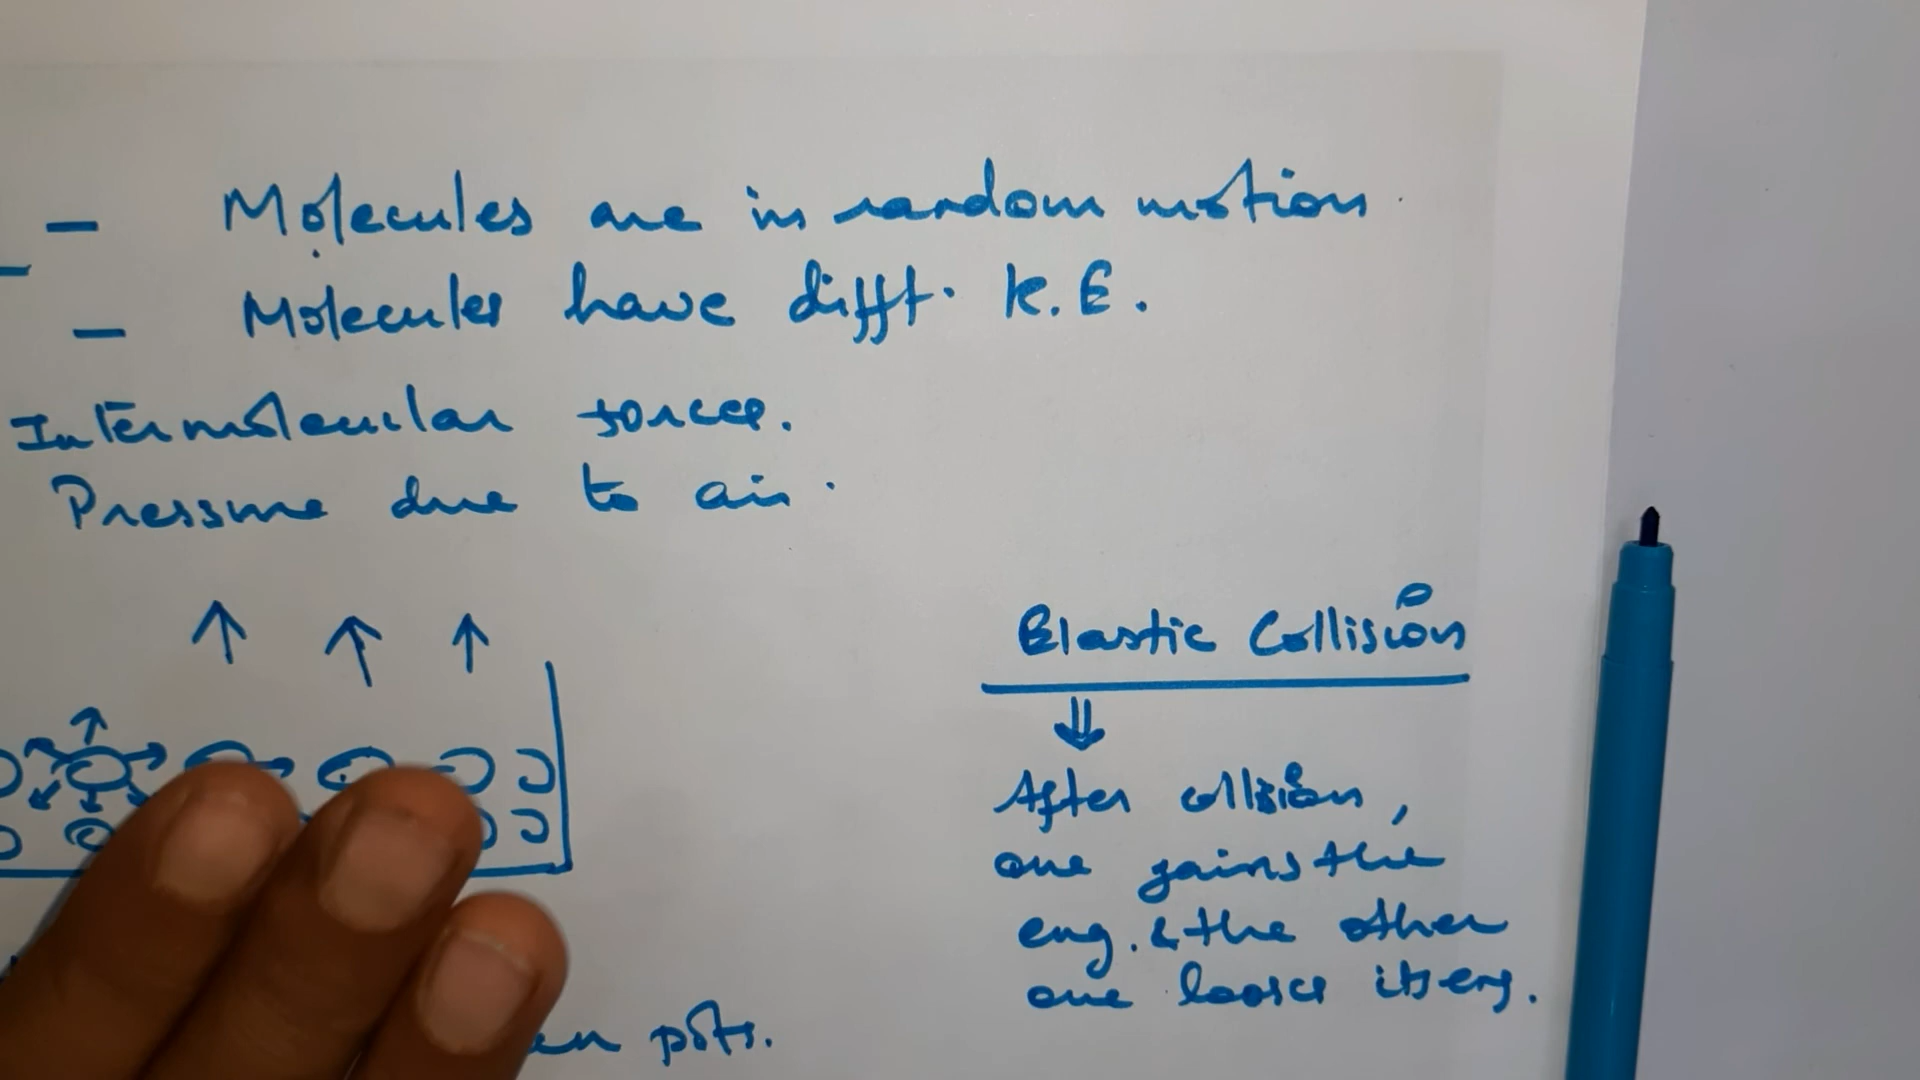 - Molecules are in random motion.
- Molecules have difft. K.E.
Intermolecular forces.
Pressure due to air.
Elastic Collision
⇓
After collision,
one gains the
eng. & the other
one looses its eng.
pots.